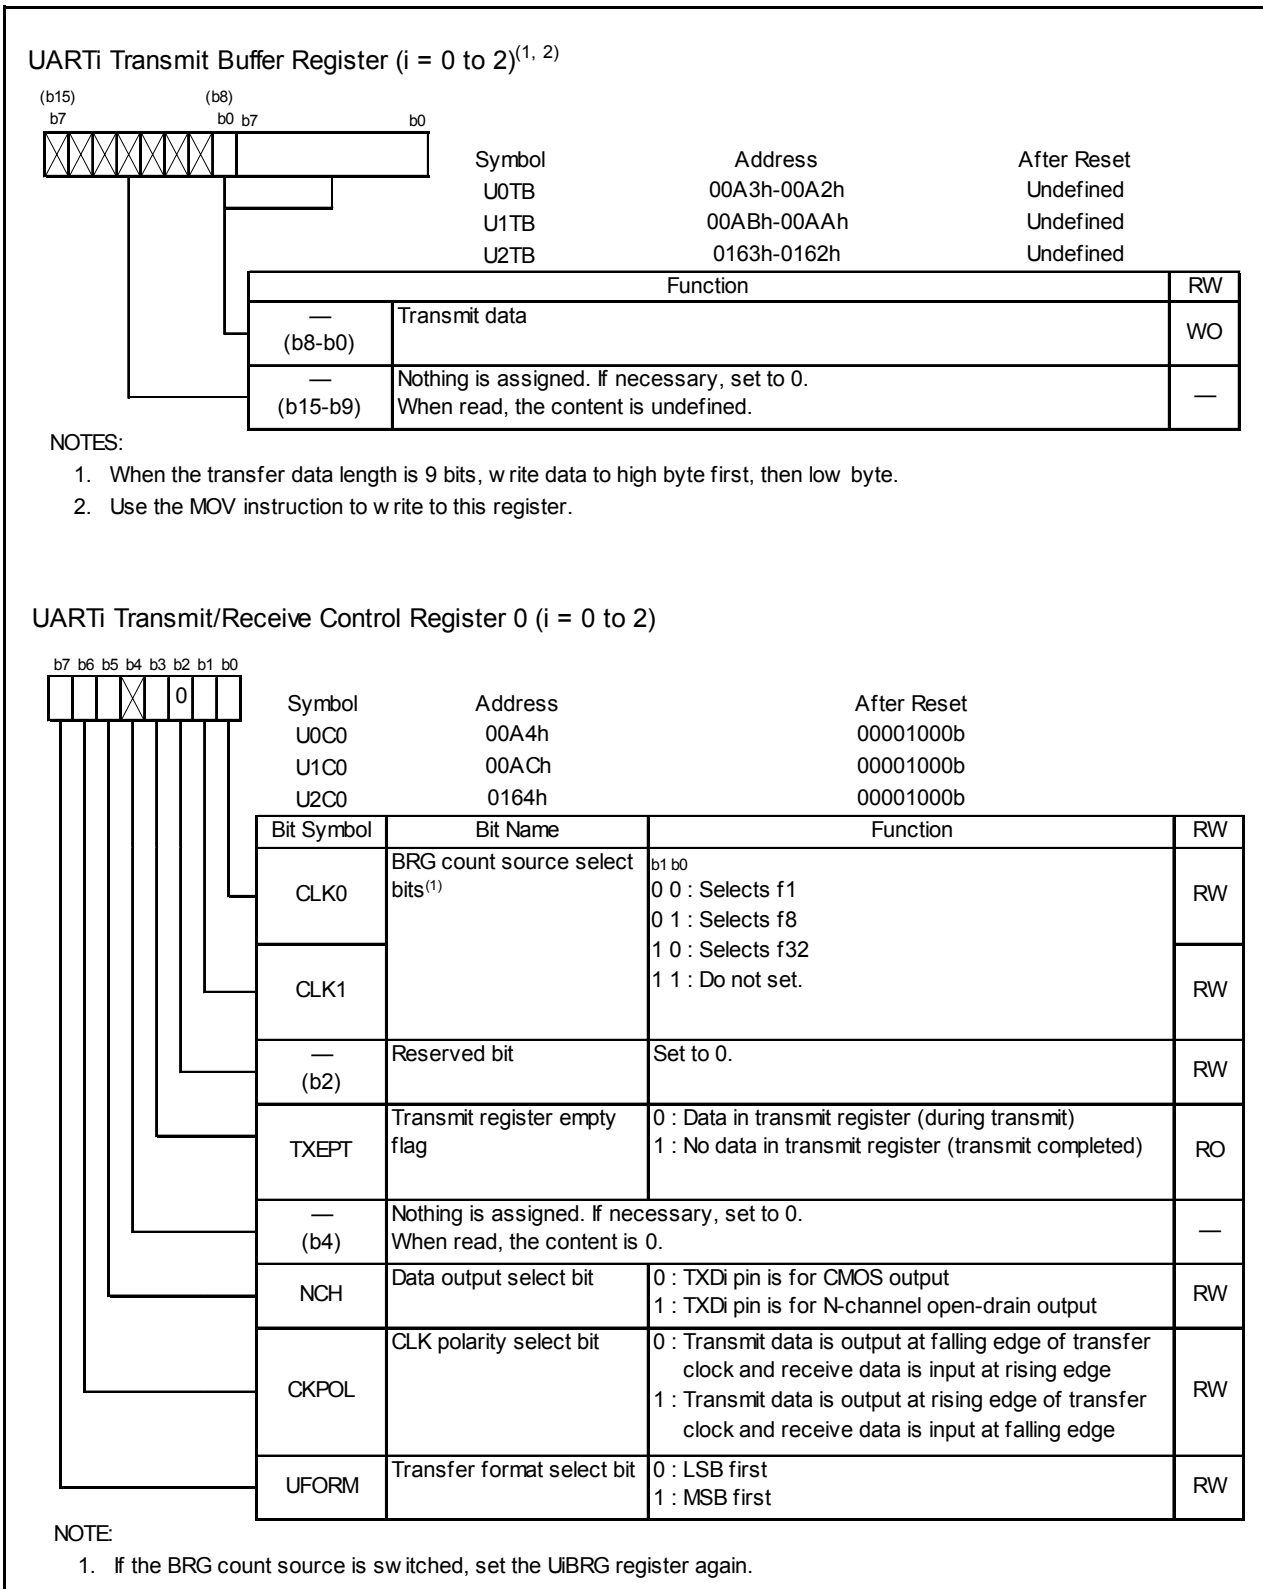 UARTi Transmit Buffer Register (i = 0 to 2)(1, 2)
(b15) (b8)
b7 b0 b7 b0
Symbol Address After Reset
U0TB 00A3h-00A2h Undefined
U1TB 00ABh-00AAh Undefined
U2TB 0163h-0162h Undefined
Function RW
— (b8-b0) Transmit data WO
— (b15-b9) Nothing is assigned. If necessary, set to 0.
When read, the content is undefined. —
NOTES:
1. When the transfer data length is 9 bits, write data to high byte first, then low byte.
2. Use the MOV instruction to write to this register.
UARTi Transmit/Receive Control Register 0 (i = 0 to 2)
b7 b6 b5 b4 b3 b2 b1 b0
0
Symbol Address After Reset
U0C0 00A4h 00001000b
U1C0 00ACh 00001000b
U2C0 0164h 00001000b
Bit Symbol Bit Name Function RW
CLK0 BRG count source select bits(1) b1 b0 RW
0 0 : Selects f1
0 1 : Selects f8
1 0 : Selects f32
CLK1 1 1 : Do not set. RW
— (b2) Reserved bit Set to 0. RW
TXEPT Transmit register empty flag 0 : Data in transmit register (during transmit)
1 : No data in transmit register (transmit completed) RO
— (b4) Nothing is assigned. If necessary, set to 0.
When read, the content is 0. —
NCH Data output select bit 0 : TXDi pin is for CMOS output
1 : TXDi pin is for N-channel open-drain output RW
CKPOL CLK polarity select bit 0 : Transmit data is output at falling edge of transfer
clock and receive data is input at rising edge
1 : Transmit data is output at rising edge of transfer
clock and receive data is input at falling edge RW
UFORM Transfer format select bit 0 : LSB first
1 : MSB first RW
NOTE:
1. If the BRG count source is switched, set the UiBRG register again.